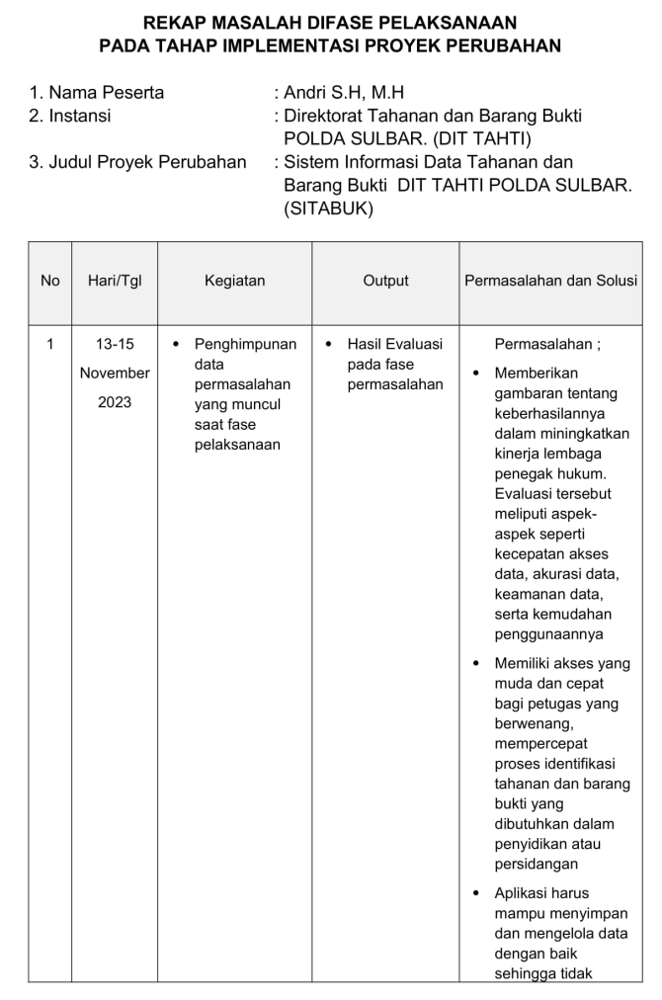 REKAP MASALAH DIFASE PELAKSANAAN
PADA TAHAP IMPLEMENTASI PROYEK PERUBAHAN
1. Nama Peserta : Andri S.H, M.H
2. Instansi : Direktorat Tahanan dan Barang Bukti
POLDA SULBAR. (DIT TAHTI)
3. Judul Proyek Perubahan : Sistem Informasi Data Tahanan dan
Barang Bukti DIT TAHTI POLDA SULBAR.
(SITABUK)
No Hari/Tgl Kegiatan Output Permasalahan dan Solusi
1
13-15
November
2023
• Penghimpunan
data
permasalahan
yang muncul
saat fase
pelaksanaan
• Hasil Evaluasi
pada fase
permasalahan
Permasalahan ;
• Memberikan
gambaran tentang
keberhasilannya
dalam miningkatkan
kinerja lembaga
penegak hukum.
Evaluasi tersebut
meliputi aspek-
aspek seperti
kecepatan akses
data, akurasi data,
keamanan data,
serta kemudahan
penggunaannya
• Memiliki akses yang
muda dan cepat
bagi petugas yang
berwenang,
mempercepat
proses identifikasi
tahanan dan barang
bukti yang
dibutuhkan dalam
penyidikan atau
persidangan
• Aplikasi harus
mampu menyimpan
dan mengelola data
dengan baik
sehingga tidak